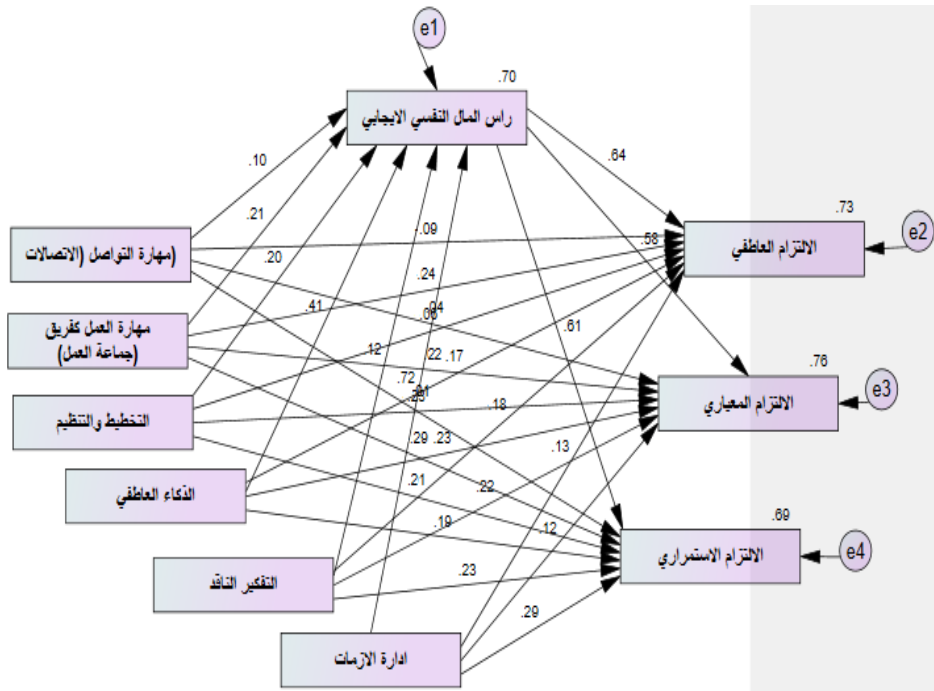 e1
.70
راس المال النفسي الايجابي
.10
.64
.21
.73
(مهارة التواصل (الاتصالات
-.09
.58
الالتزام العاطفي
e2
.20
.24
.41
.04
.61
مهارة العمل كفريق
(جماعة العمل)
.12
.22
.17
.76
.72
.18
الالتزام المعياري
e3
التخطيط والتنظيم
.29
.23
.13
.21
.22
الذكاء العاطفي
.19
.12
.69
الالتزام الاستمراري
e4
التفكير الناقد
.23
.29
ادارة الازمات